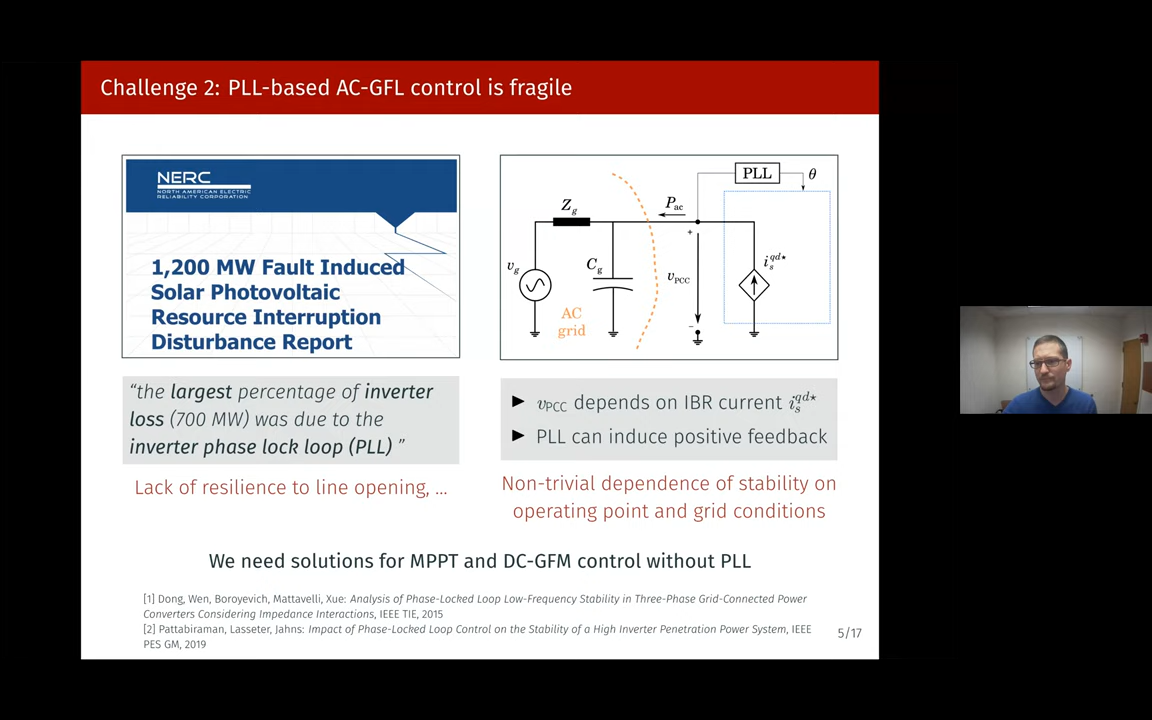 Challenge 2: PLL-based AC-GFL control is fragile
NERC
NORTH AMERICAN ELECTRIC
RELIABILITY CORPORATION
1,200 MW Fault Induced
Solar Photovoltaic
Resource Interruption
Disturbance Report
“the largest percentage of inverter
loss (700 MW) was due to the
inverter phase lock loop (PLL) ”
Lack of resilience to line opening, ...
PLL
θ
P_ac
Z_g
v_g
C_g
+
v_PCC
−
i_s^{qd⋆}
AC
grid
► v_PCC depends on IBR current i_s^{qd⋆}
► PLL can induce positive feedback
Non-trivial dependence of stability on
operating point and grid conditions
We need solutions for MPPT and DC-GFM control without PLL
[1] Dong, Wen, Boroyevich, Mattavelli, Xue: Analysis of Phase-Locked Loop Low-Frequency Stability in Three-Phase Grid-Connected Power
Converters Considering Impedance Interactions, IEEE TIE, 2015
[2] Pattabiraman, Lasseter, Jahns: Impact of Phase-Locked Loop Control on the Stability of a High Inverter Penetration Power System, IEEE
PES GM, 2019
5/17